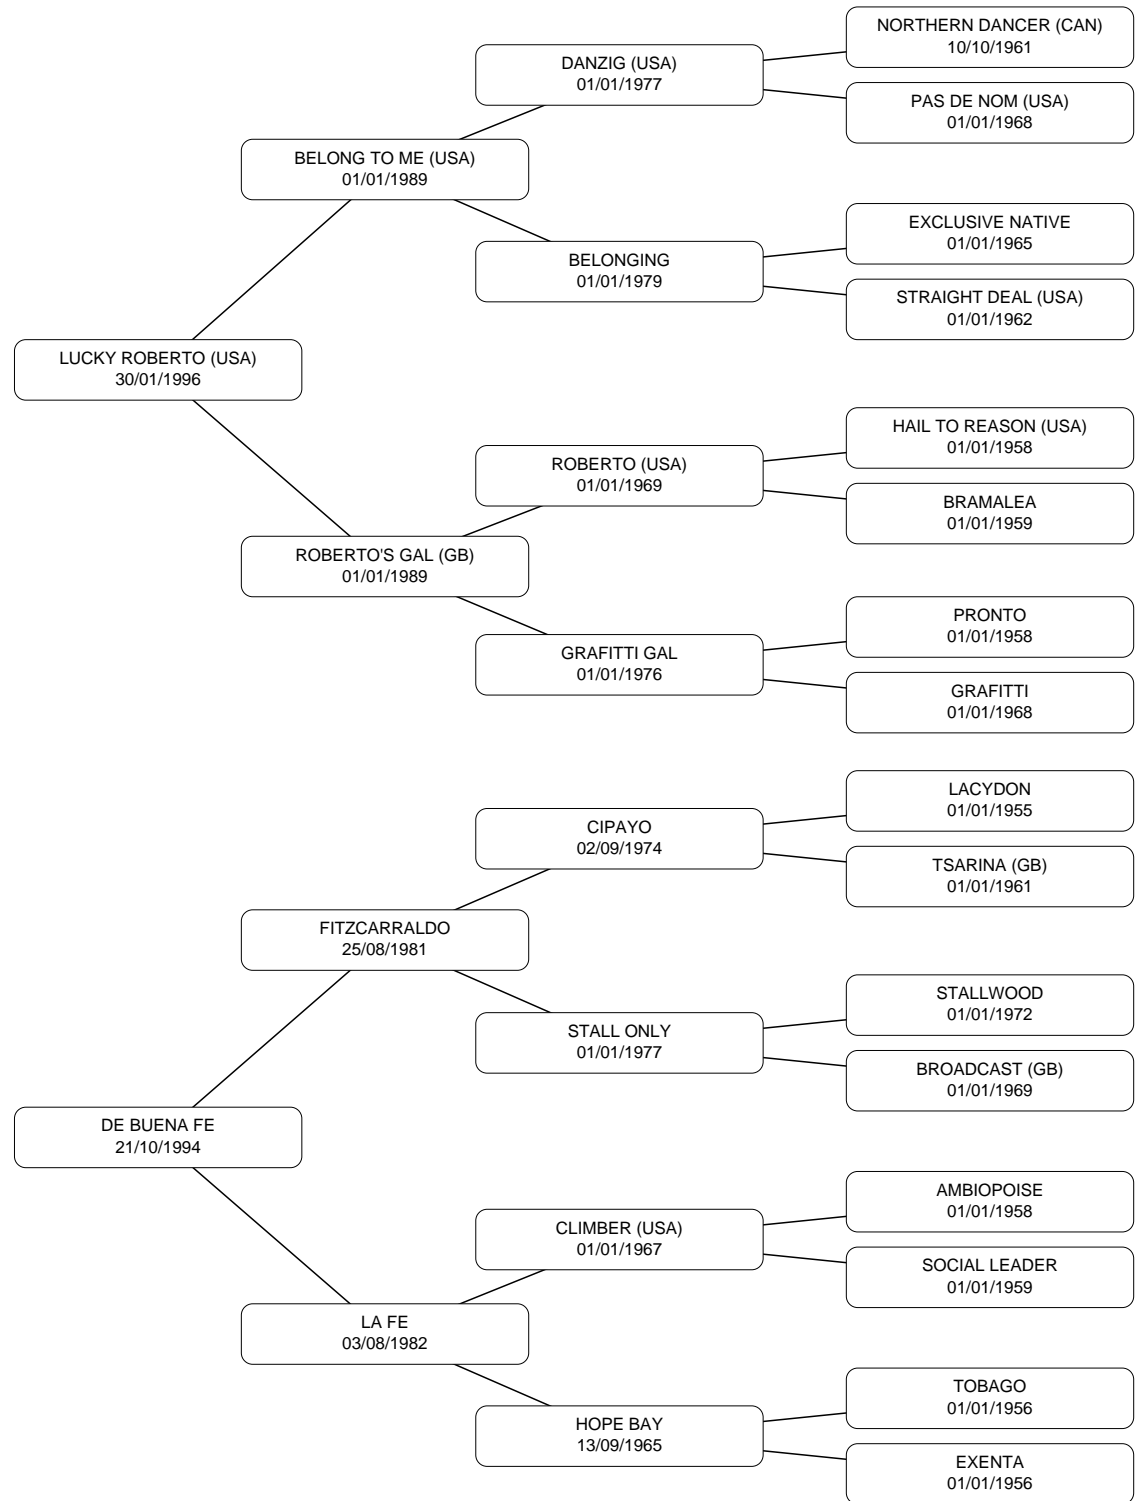 NORTHERN DANCER (CAN)
10/10/1961
DANZIG (USA)
01/01/1977
PAS DE NOM (USA)
01/01/1968
BELONG TO ME (USA)
01/01/1989
EXCLUSIVE NATIVE
01/01/1965
BELONGING
01/01/1979
STRAIGHT DEAL (USA)
01/01/1962
LUCKY ROBERTO (USA)
30/01/1996
HAIL TO REASON (USA)
01/01/1958
ROBERTO (USA)
01/01/1969
BRAMALEA
01/01/1959
ROBERTO'S GAL (GB)
01/01/1989
PRONTO
01/01/1958
GRAFITTI GAL
01/01/1976
GRAFITTI
01/01/1968
LACYDON
01/01/1955
CIPAYO
02/09/1974
TSARINA (GB)
01/01/1961
FITZCARRALDO
25/08/1981
STALLWOOD
01/01/1972
STALL ONLY
01/01/1977
BROADCAST (GB)
01/01/1969
DE BUENA FE
21/10/1994
AMBIOPOISE
01/01/1958
CLIMBER (USA)
01/01/1967
SOCIAL LEADER
01/01/1959
LA FE
03/08/1982
TOBAGO
01/01/1956
HOPE BAY
13/09/1965
EXENTA
01/01/1956